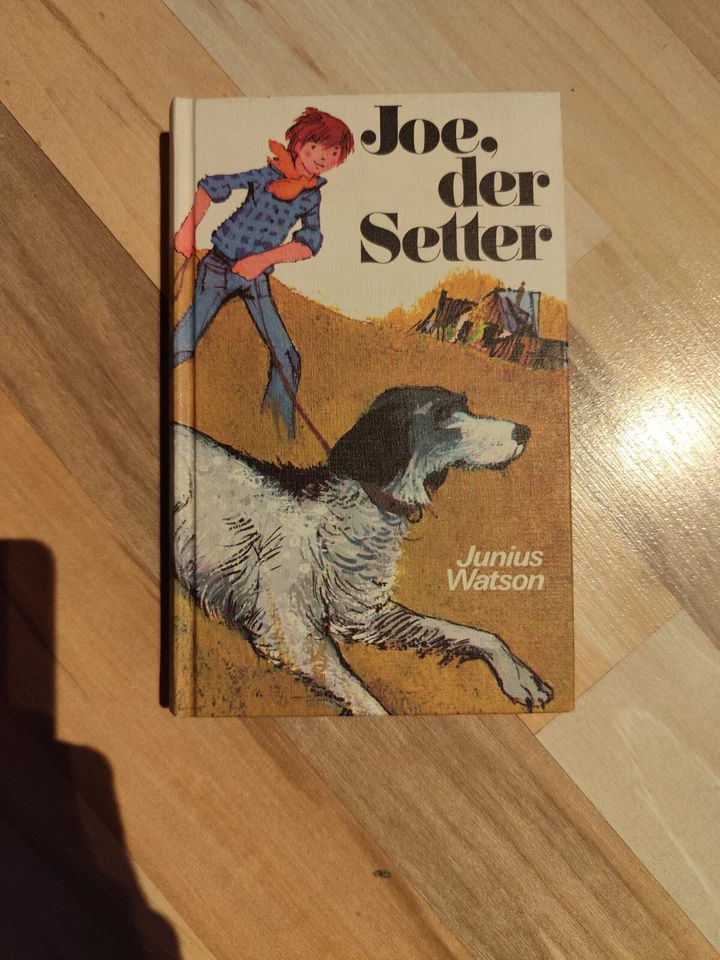 Joe,
der
Setter
Junius
Watson